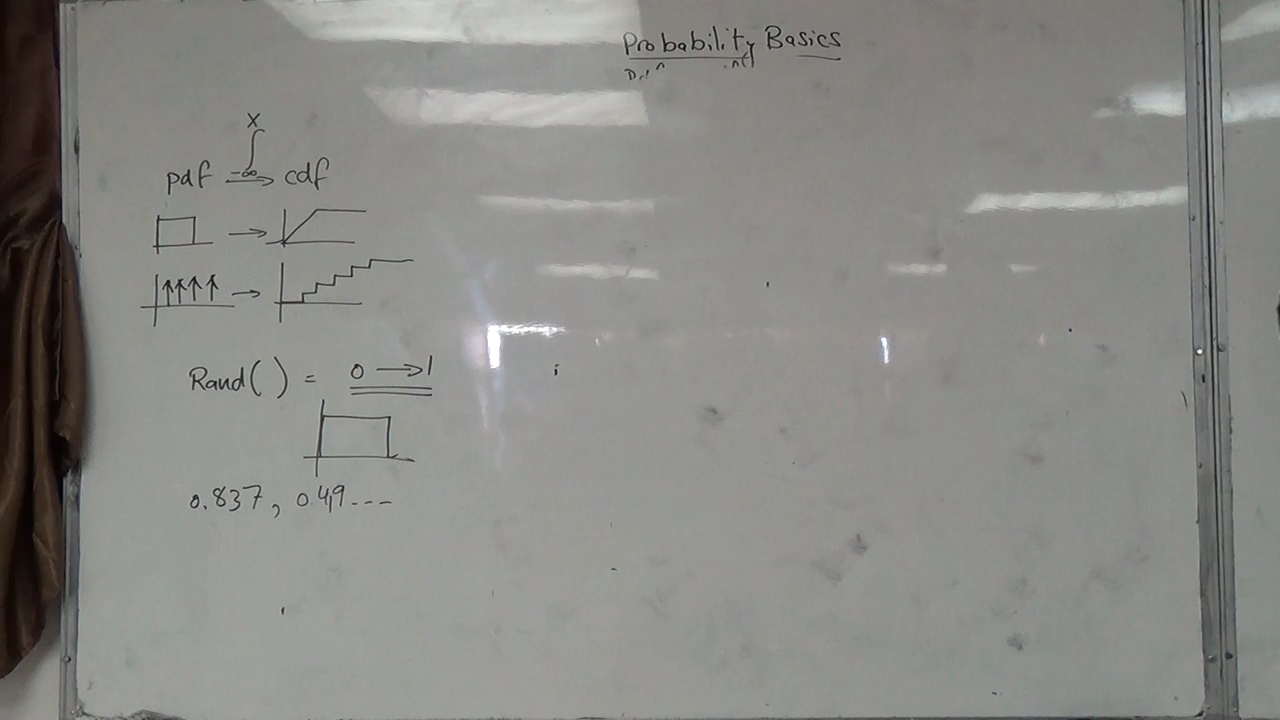 Probability Basics
x
∫
-∞
pdf → cdf
→
→
Rand( ) = 0 → 1
0.837, 0.49---